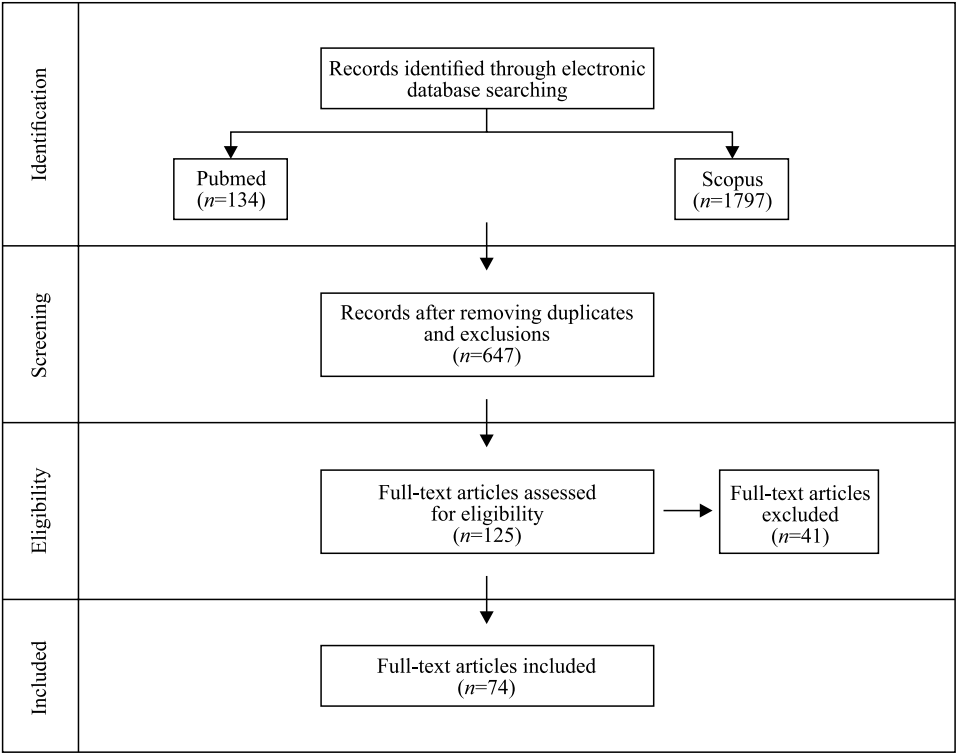 Identification
Records identified through electronic
database searching
Pubmed
(n=134)
Scopus
(n=1797)
Screening
Records after removing duplicates
and exclusions
(n=647)
Eligibility
Full-text articles assessed
for eligibility
(n=125)
Full-text articles
excluded
(n=41)
Included
Full-text articles included
(n=74)